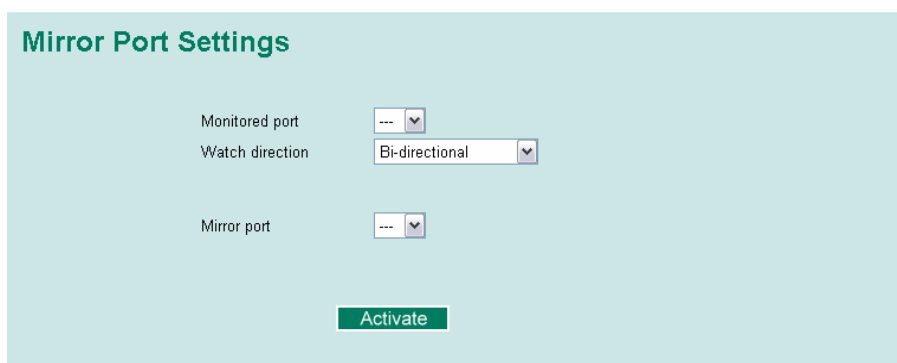 Mirror Port Settings
Monitored port ---
Watch direction Bi-directional
Mirror port ---
Activate